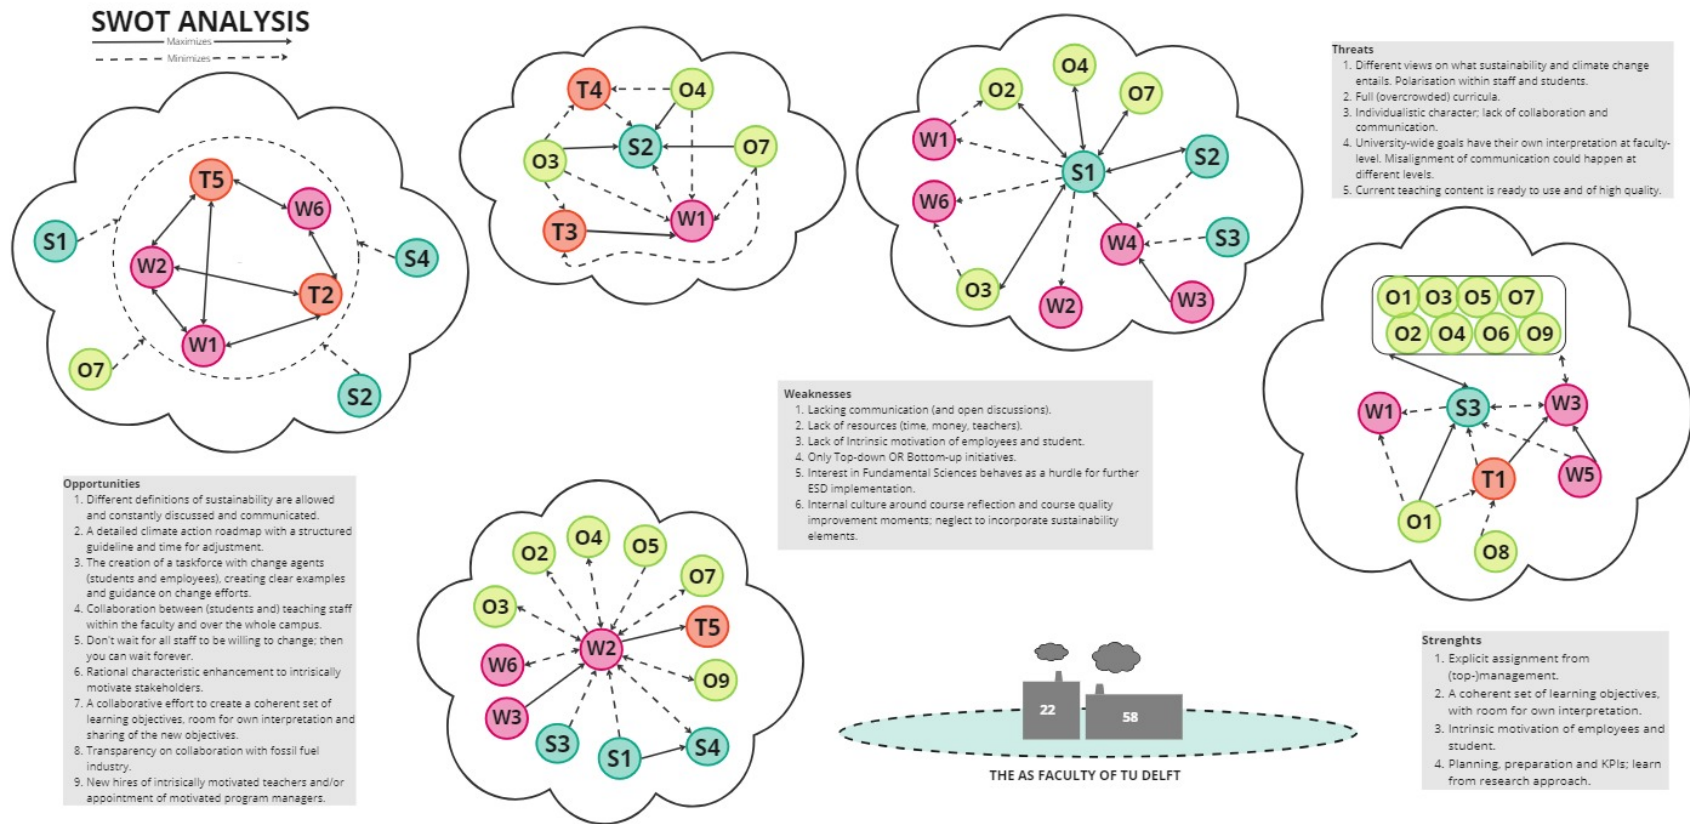 SWOT ANALYSIS
Maximizes
Minimizes
T5
W6
S1
S4
W2
T2
W1
O7
S2
T4
O4
S2
O7
O3
W1
T3
O4
O2
O7
W1
S2
S1
W6
W4
S3
O3
W2
W3
Threats
1. Different views on what sustainability and climate change
entails. Polarisation within staff and students.
2. Full (overcrowded) curricula.
3. Individualistic character; lack of collaboration and
communication.
4. University-wide goals have their own interpretation at faculty-
level. Misalignment of communication could happen at
different levels.
5. Current teaching content is ready to use and of high quality.
O1 O3 O5 O7
O2 O4 O6 O9
W1
S3
W3
T1
W5
O1
O8
Weaknesses
1. Lacking communication (and open discussions).
2. Lack of resources (time, money, teachers).
3. Lack of Intrinsic motivation of employees and student.
4. Only Top-down OR Bottom-up initiatives.
5. Interest in Fundamental Sciences behaves as a hurdle for further
ESD implementation.
6. Internal culture around course reflection and course quality
improvement moments; neglect to incorporate sustainability
elements.
Opportunities
1. Different definitions of sustainability are allowed
and constantly discussed and communicated.
2. A detailed climate action roadmap with a structured
guideline and time for adjustment.
3. The creation of a taskforce with change agents
(students and employees), creating clear examples
and guidance on change efforts.
4. Collaboration between (students and) teaching staff
within the faculty and over the whole campus.
5. Don't wait for all staff to be willing to change; then
you can wait forever.
6. Rational characteristic enhancement to intrisically
motivate stakeholders.
7. A collaborative effort to create a coherent set of
learning objectives, room for own interpretation and
sharing of the new objectives.
8. Transparency on collaboration with fossil fuel
industry.
9. New hires of intrisically motivated teachers and/or
appointment of motivated program managers.
O4
O5
O2
O7
O3
T5
W2
W6
O9
W3
S3
S1
S4
22
58
THE AS FACULTY OF TU DELFT
Strenghts
1. Explicit assignment from
(top-)management.
2. A coherent set of learning objectives,
with room for own interpretation.
3. Intrinsic motivation of employees and
student.
4. Planning, preparation and KPIs; learn
from research approach.